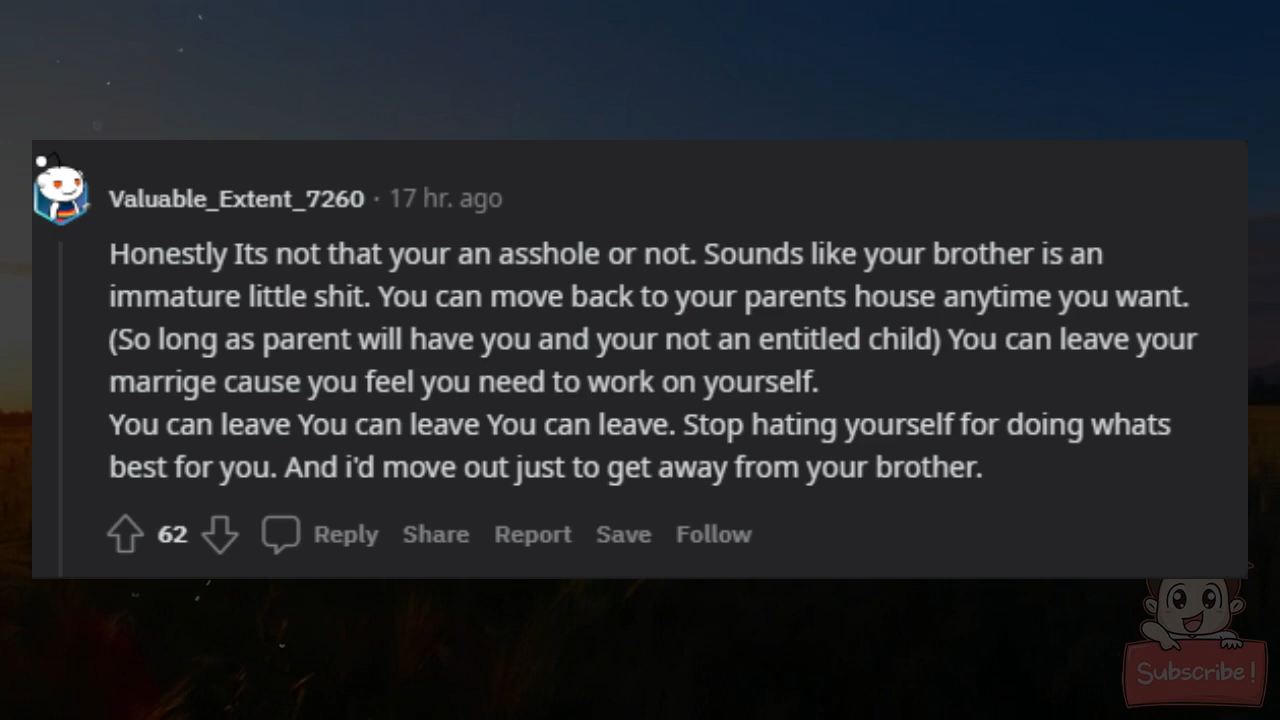 Valuable_Extent_7260 · 17 hr. ago
Honestly Its not that your an asshole or not. Sounds like your brother is an
immature little shit. You can move back to your parents house anytime you want.
(So long as parent will have you and your not an entitled child) You can leave your
marrige cause you feel you need to work on yourself.
You can leave You can leave You can leave. Stop hating yourself for doing whats
best for you. And i'd move out just to get away from your brother.
62 Reply Share Report Save Follow
Subscribe!